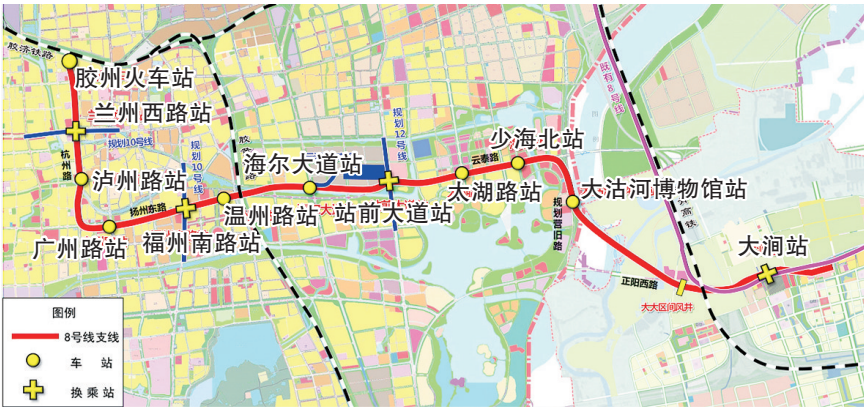 胶济铁路
胶州火车站
兰州西路站
规划10号线
杭州路
泸州路站
扬州东路
广州路站
规划10号线
福州南路站
温州路站
海尔大道站
站前大道站
规划12号线
云泰路
太湖路站
少海北站
大沽河博物馆站
规划营旧路
既有8号线
正阳西路
大大区间风井
大涧站
图例
8号线支线
车 站
换乘站